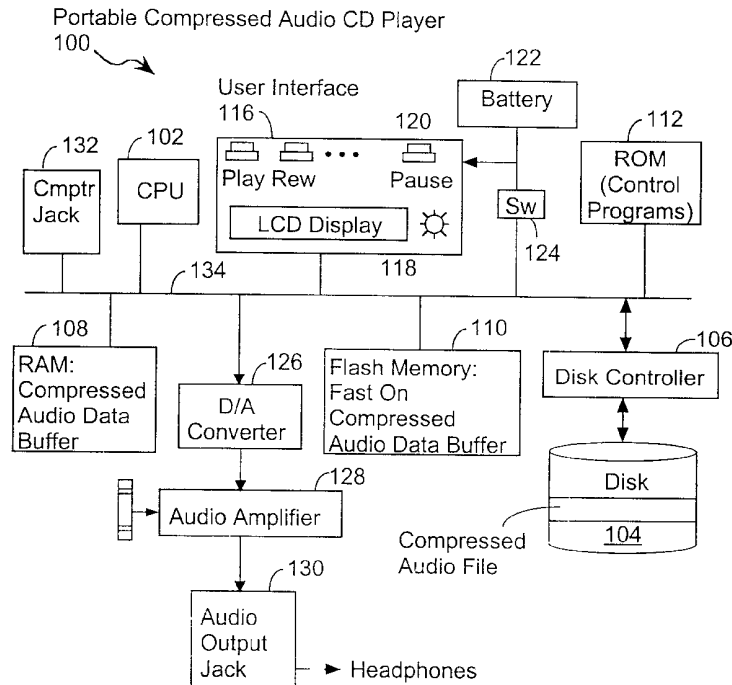 Portable Compressed Audio CD Player
100
User Interface
116
120
Play Rew
Pause
LCD Display
118
122
Battery
Sw
124
112
ROM
(Control
Programs)
132
Cmptr
Jack
102
CPU
134
108
RAM:
Compressed
Audio Data
Buffer
126
D/A
Converter
110
Flash Memory:
Fast On
Compressed
Audio Data Buffer
106
Disk Controller
Disk
104
Compressed
Audio File
128
Audio Amplifier
130
Audio
Output
Jack
Headphones